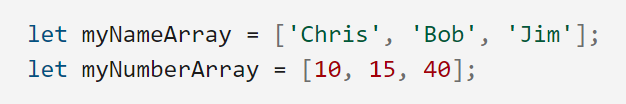 let myNameArray = ['Chris', 'Bob', 'Jim'];
let myNumberArray = [10, 15, 40];